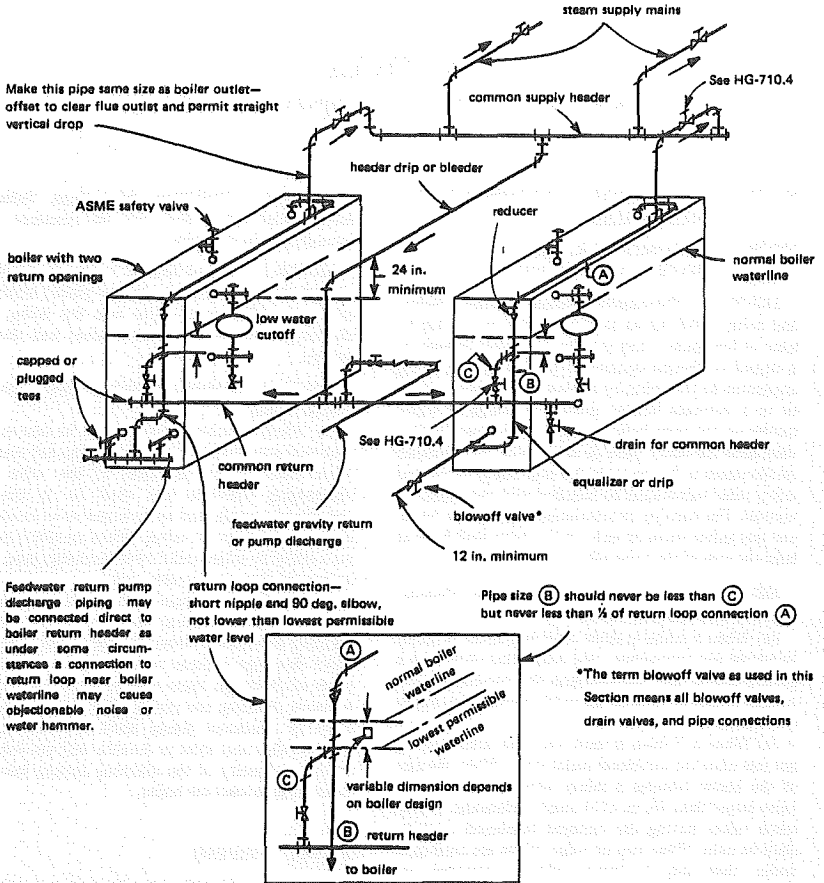 steam supply mains
Make this pipe same size as boiler outlet—
offset to clear flue outlet and permit straight
vertical drop
See HG-710.4
common supply header
header drip or bleeder
ASME safety valve
reducer
boiler with two
return openings
A
normal boiler
waterline
24 in.
minimum
low water
cutoff
capped or
plugged
tees
C
B
See HG-710.4
drain for common header
common return
header
equalizer or drip
feedwater gravity return
or pump discharge
blowoff valve*
12 in. minimum
Feedwater return pump
discharge piping may
be connected direct to
boiler return header as
under some circum-
stances a connection to
return loop near boiler
waterline may cause
objectionable noise or
water hammer.
return loop connection—
short nipple and 90 deg. elbow,
not lower than lowest permissible
water level
Pipe size B should never be less than C
but never less than ½ of return loop connection A
*The term blowoff valve as used in this
Section means all blowoff valves,
drain valves, and pipe connections
A
normal boiler
waterline
lowest permissible
waterline
C
variable dimension depends
on boiler design
B return header
to boiler